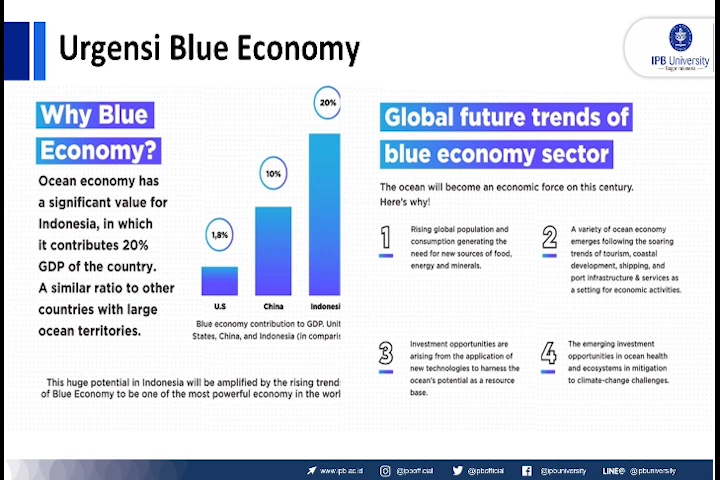 Urgensi Blue Economy
IPB University
Why Blue
Economy?
Ocean economy has
a significant value for
Indonesia, in which
it contributes 20%
GDP of the country.
A similar ratio to other
countries with large
ocean territories.
20%
10%
1,8%
U.S
China
Indonesi
Blue economy contribution to GDP. Unit
States, China, and Indonesia (in comparis
This huge potential in Indonesia will be amplified by the rising trend
of Blue Economy to be one of the most powerful economy in the worl
Global future trends of
blue economy sector
The ocean will become an economic force on this century.
Here's why!
1
Rising global population and
consumption generating the
need for new sources of food,
energy and minerals.
2
A variety of ocean economy
emerges following the soaring
trends of tourism, coastal
development, shipping, and
port infrastructure & services as
a setting for economic activities.
3
Investment opportunities are
arising from the application of
new technologies to harness the
ocean's potential as a resource
base.
4
The emerging investment
opportunities in ocean health
and ecosystems in mitigation
to climate-change challenges.
www.ipb.ac.id
@ipbofficial
@ipbofficial
@ipbuniversity
LINE@ @ipbuniversity